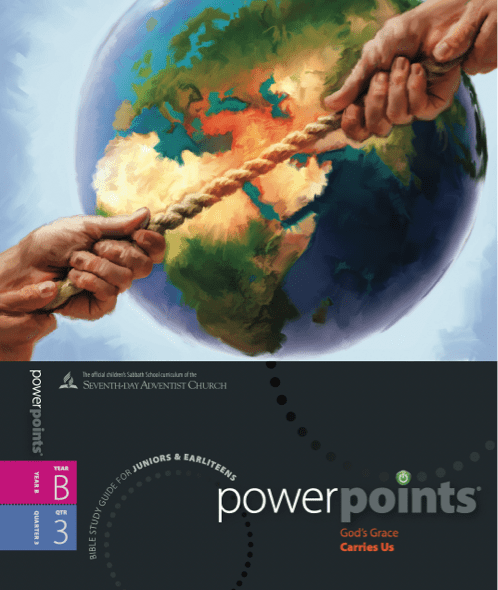 The official children's Sabbath School curriculum of the
SEVENTH-DAY ADVENTIST CHURCH
powerpoints®
YEAR B
YEAR
B
QUARTER 3
QTR
3
BIBLE STUDY GUIDE FOR JUNIORS & EARLITEENS
powerpoints®
God's Grace
Carries Us